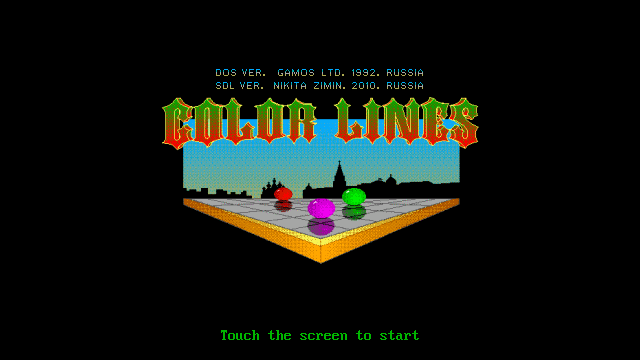 DOS VER. GAMOS LTD. 1992. RUSSIA
SDL VER. NIKITA ZIMIN. 2010. RUSSIA
COLOR LINES
Touch the screen to start